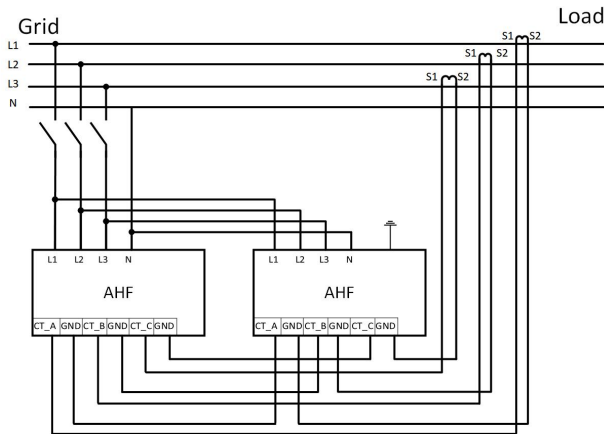 Grid Load
L1 S1 S2
L2 S1 S2
L3 S1 S2
N
L1 L2 L3 N L1 L2 L3 N
AHF AHF
CT_A GND CT_B GND CT_C GND CT_A GND CT_B GND CT_C GND